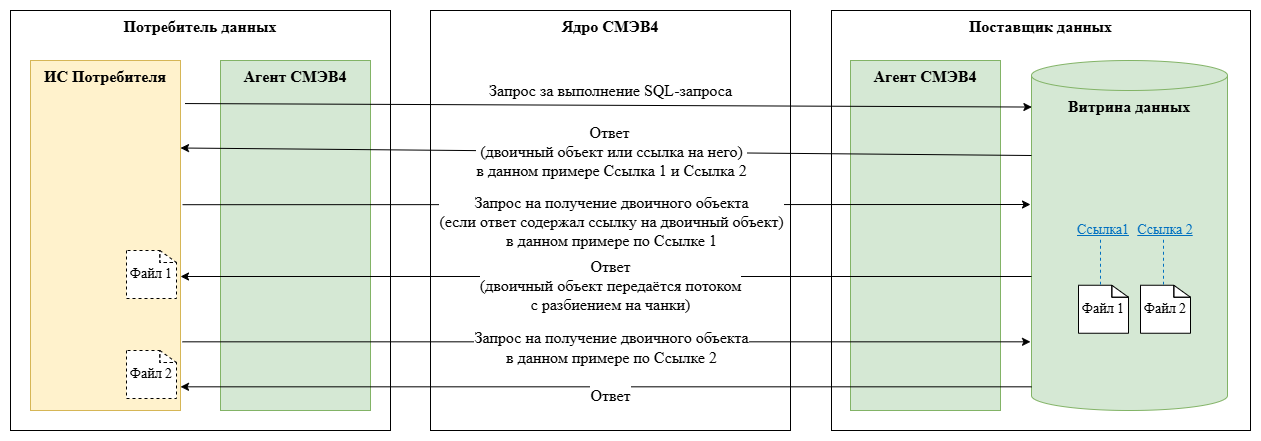 Потребитель данных
Ядро СМЭВ4
Поставщик данных
ИС Потребителя
Агент СМЭВ4
Агент СМЭВ4
Витрина данных
Запрос за выполнение SQL-запроса
Ответ
(двоичный объект или ссылка на него)
в данном примере Ссылка 1 и Ссылка 2
Запрос на получение двоичного объекта
(если ответ содержал ссылку на двоичный объект)
в данном примере по Ссылке 1
Ссылка1
Ссылка 2
Файл 1
Ответ
(двоичный объект передаётся потоком
с разбиением на чанки)
Файл 1
Файл 2
Запрос на получение двоичного объекта
в данном примере по Ссылке 2
Файл 2
Ответ